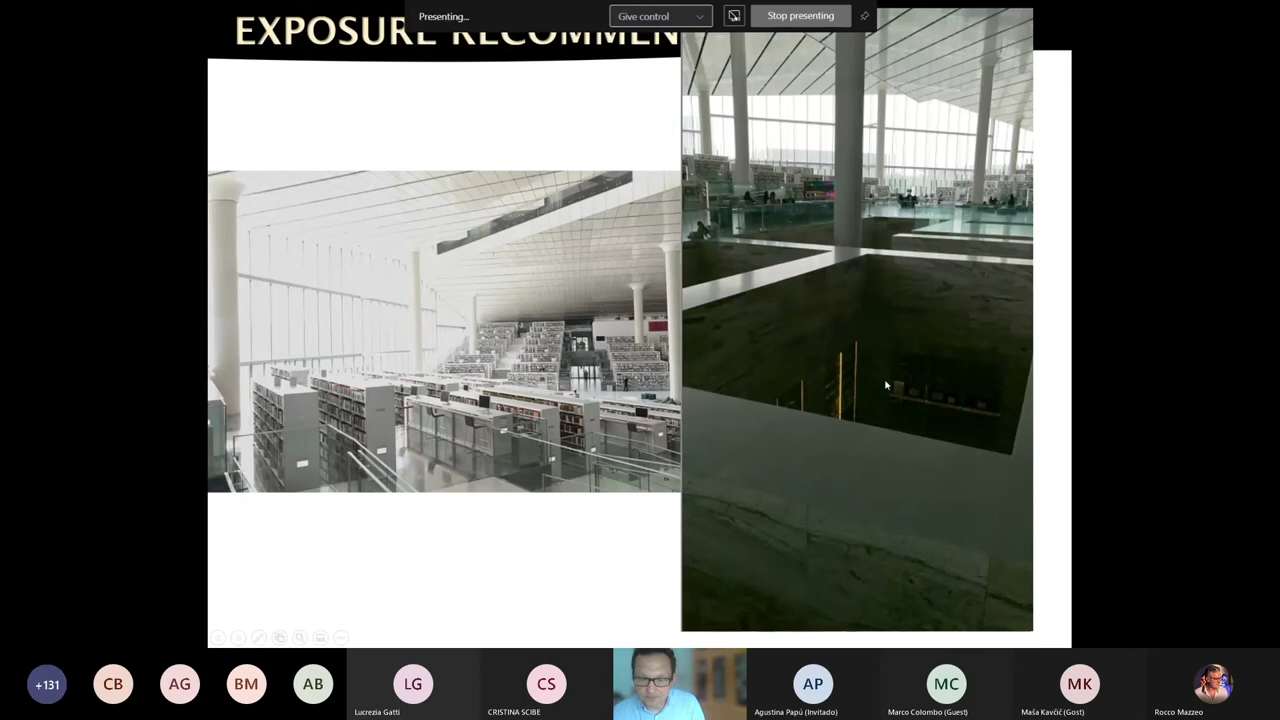 Presenting...
Give control
Stop presenting
EXPOSURE RECOMMEN
+131
CB
AG
BM
AB
LG
CS
AP
MC
MK
Lucrezia Gatti
CRISTINA SCIBE
Agustina Papú (Invitado)
Marco Colombo (Guest)
Maša Kavčič (Gost)
Rocco Mazzeo